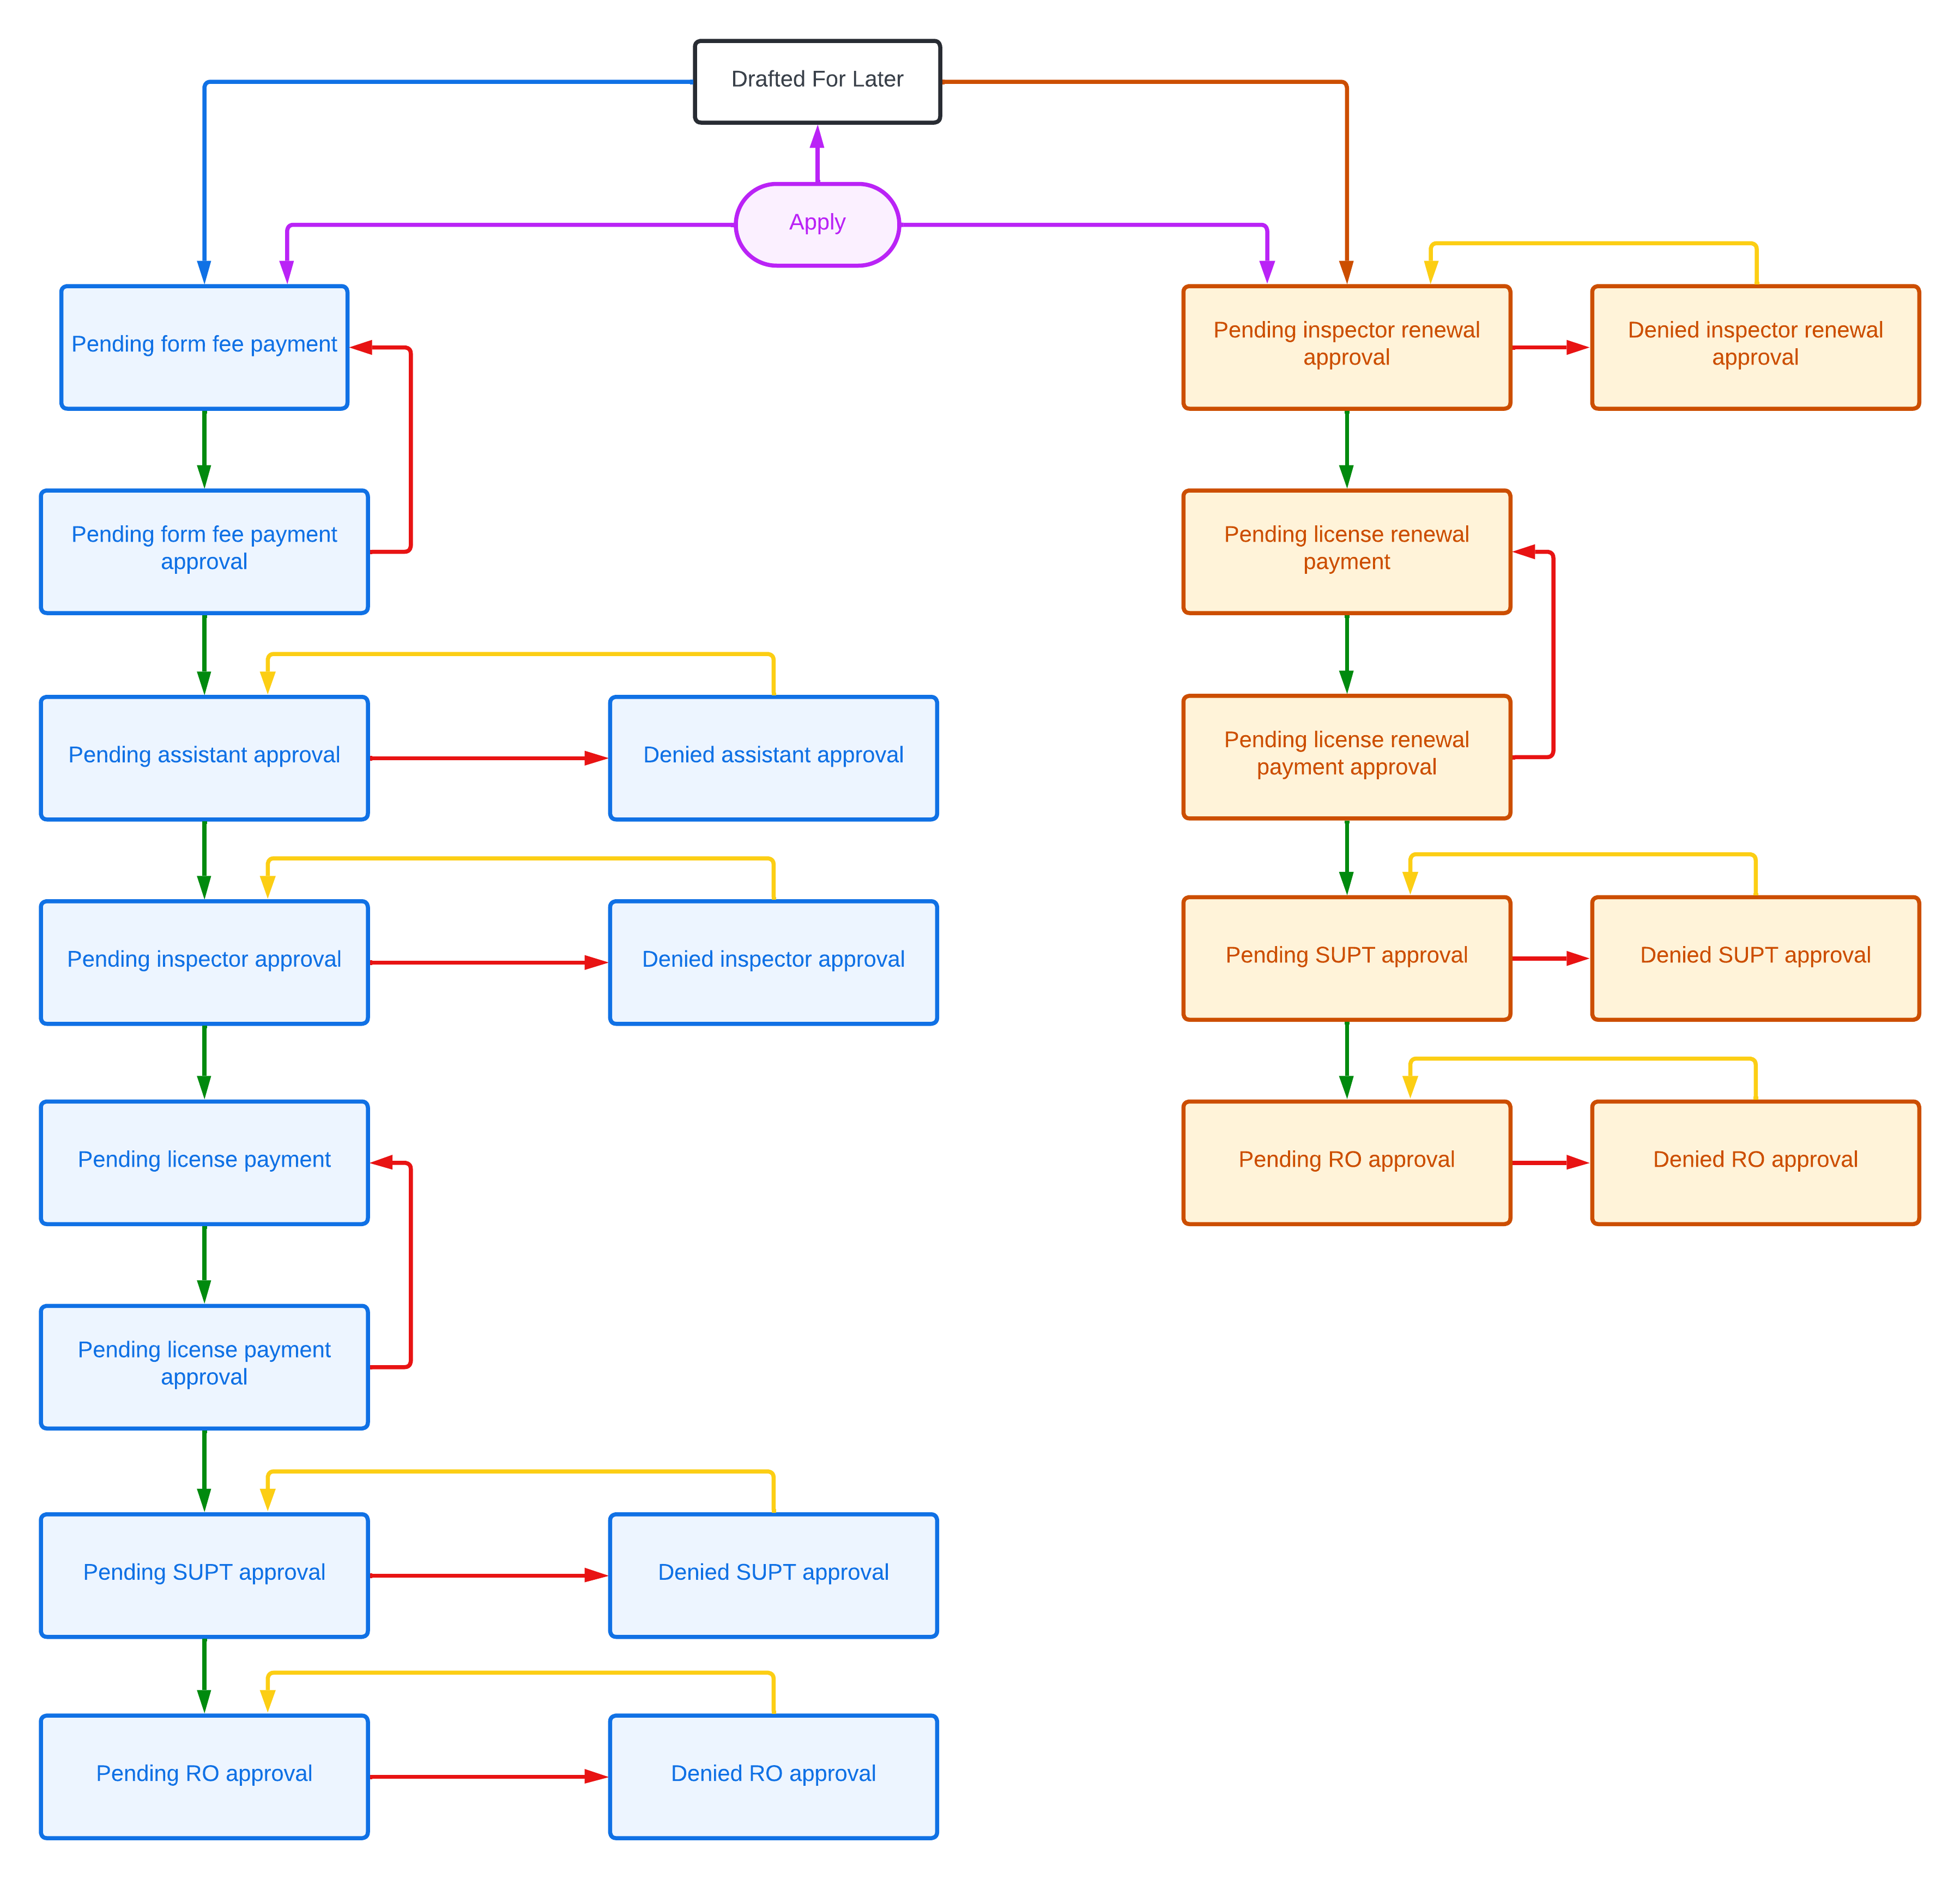 Drafted For Later
Apply
Pending form fee payment
Pending inspector renewal
approval
Denied inspector renewal
approval
Pending form fee payment
approval
Pending license renewal
payment
Pending assistant approval
Denied assistant approval
Pending license renewal
payment approval
Pending inspector approval
Denied inspector approval
Pending SUPT approval
Denied SUPT approval
Pending license payment
Pending RO approval
Denied RO approval
Pending license payment
approval
Pending SUPT approval
Denied SUPT approval
Pending RO approval
Denied RO approval